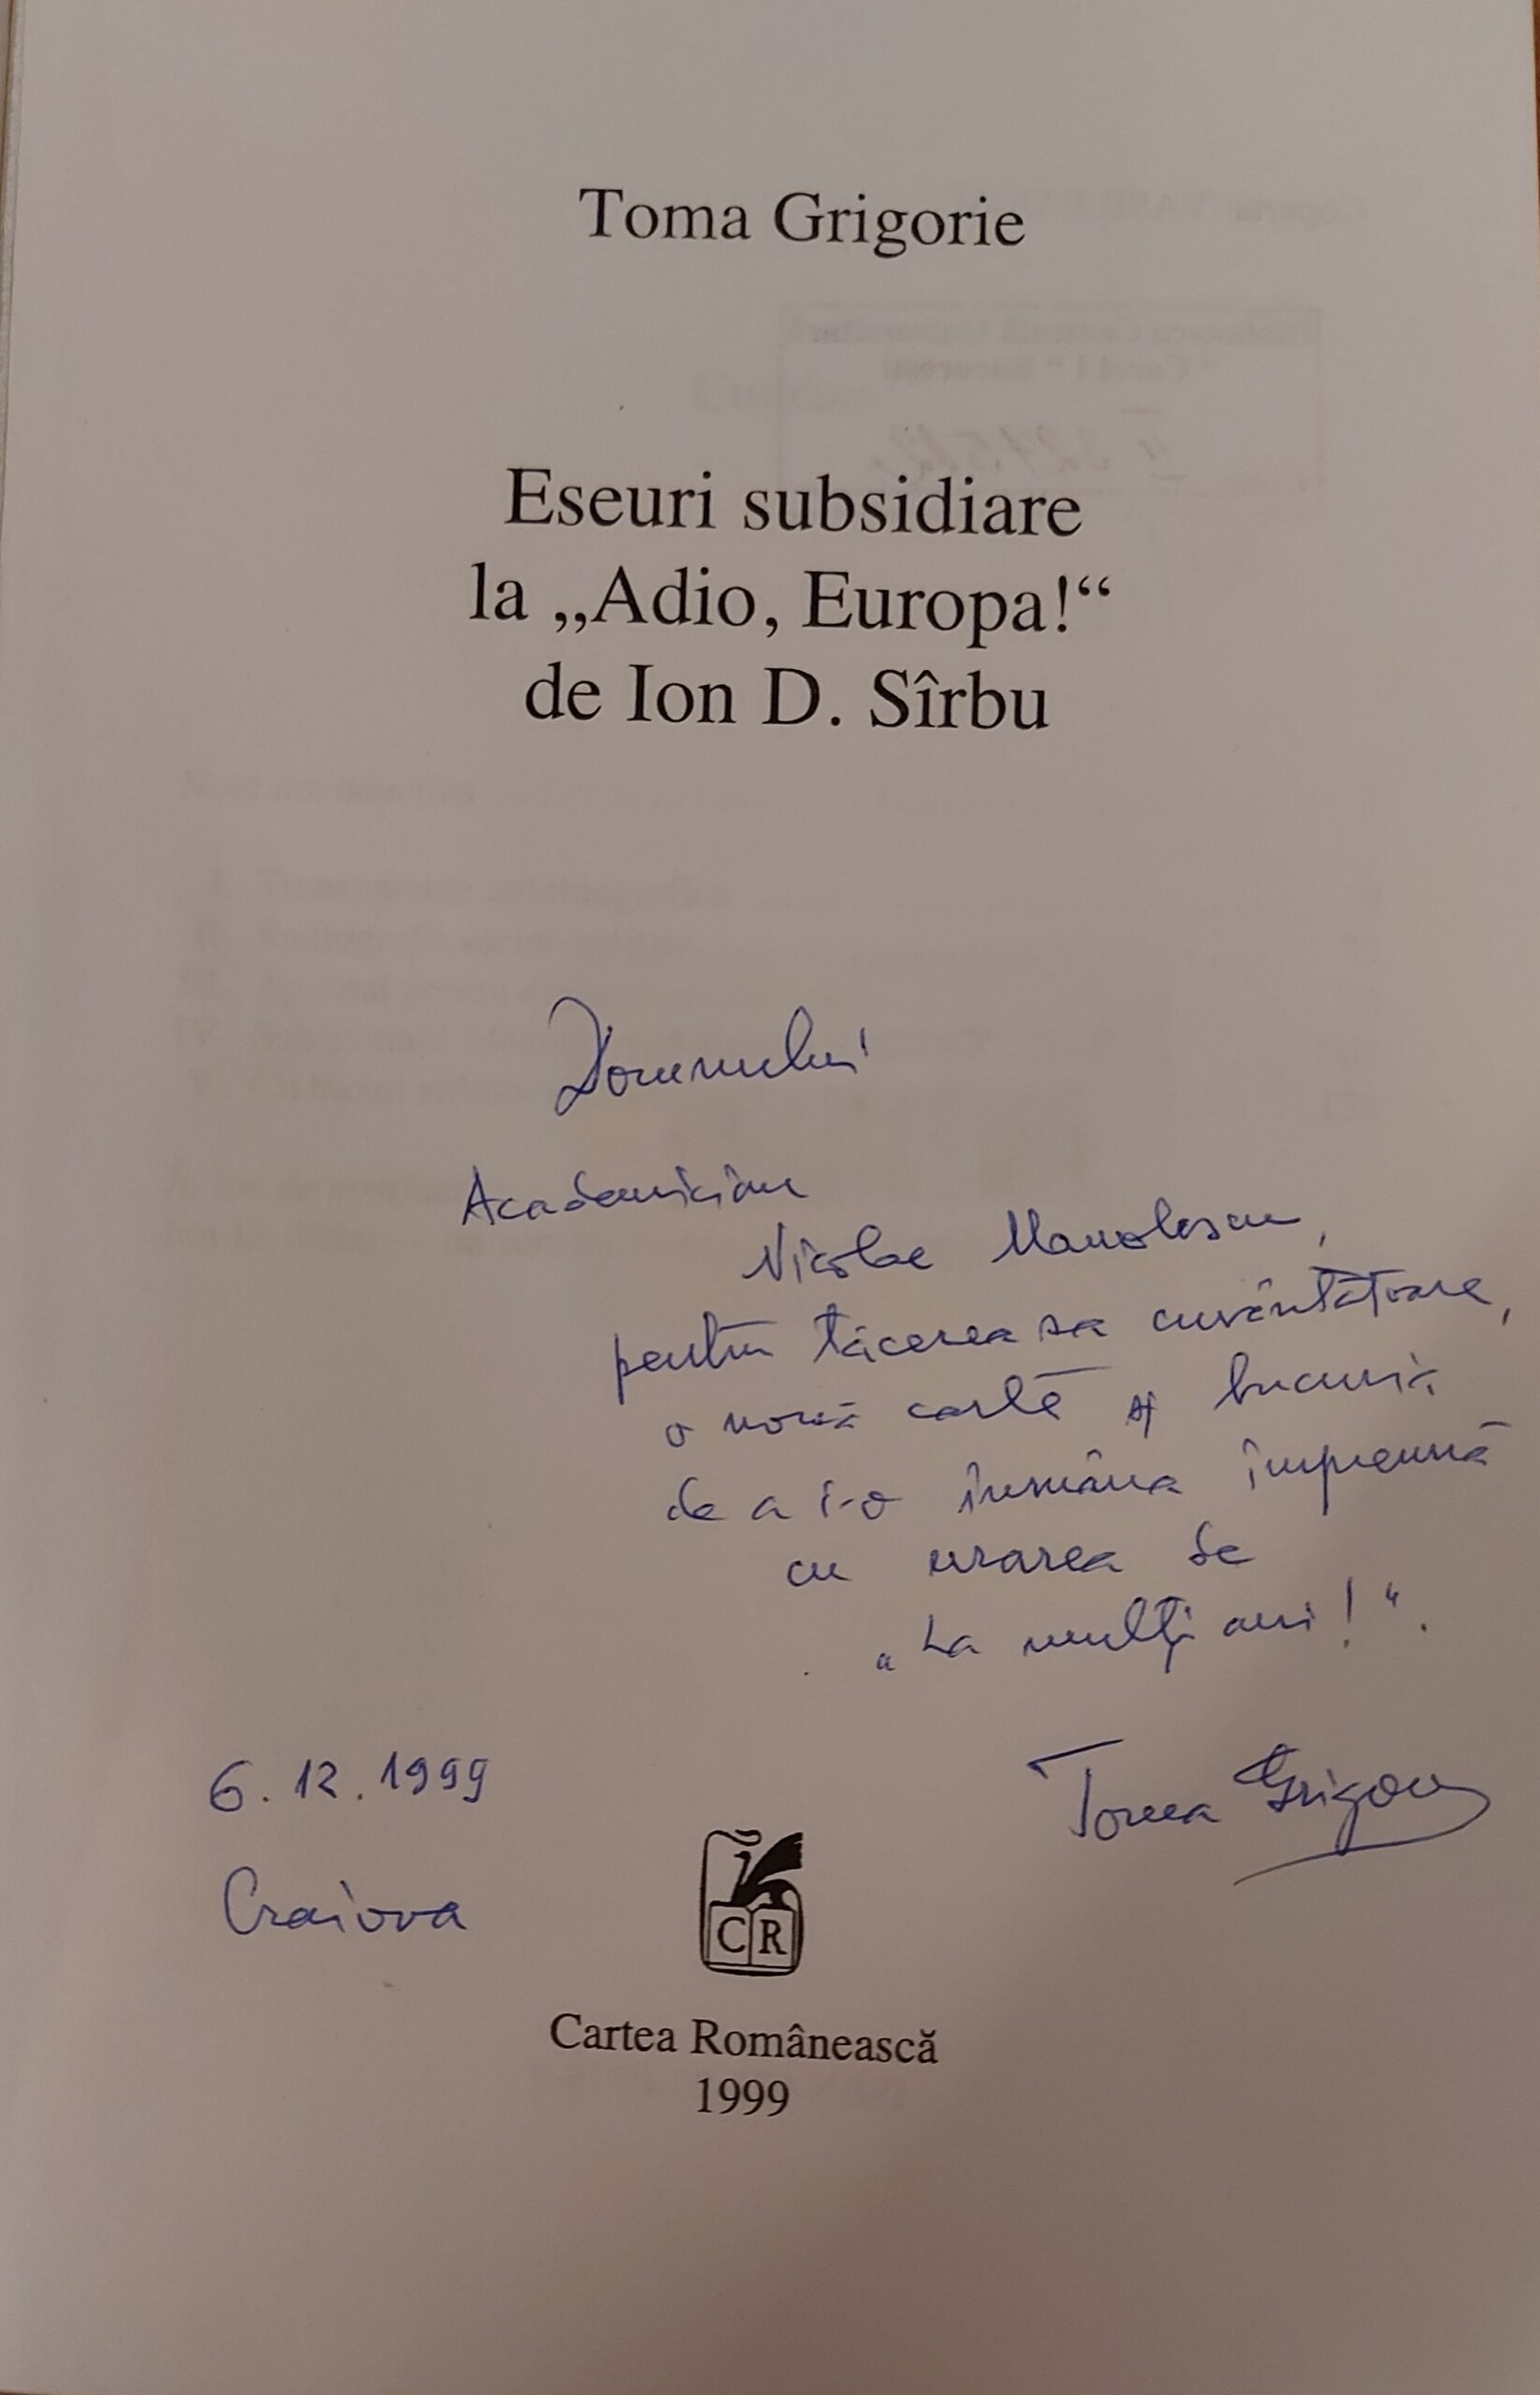 Toma Grigorie
Eseuri subsidiare
la „Adio, Europa!“
de Ion D. Sîrbu
Domnului
Academician
Nicolae Manolescu,
pentru tăcerea sa cuvântătoare,
o nouă carte și bucuria
de a i-o înmâna împreună
cu urarea de
„La mulți ani!“.
6.12.1999
Toma Grigorie
Craiova
CR
Cartea Românească
1999